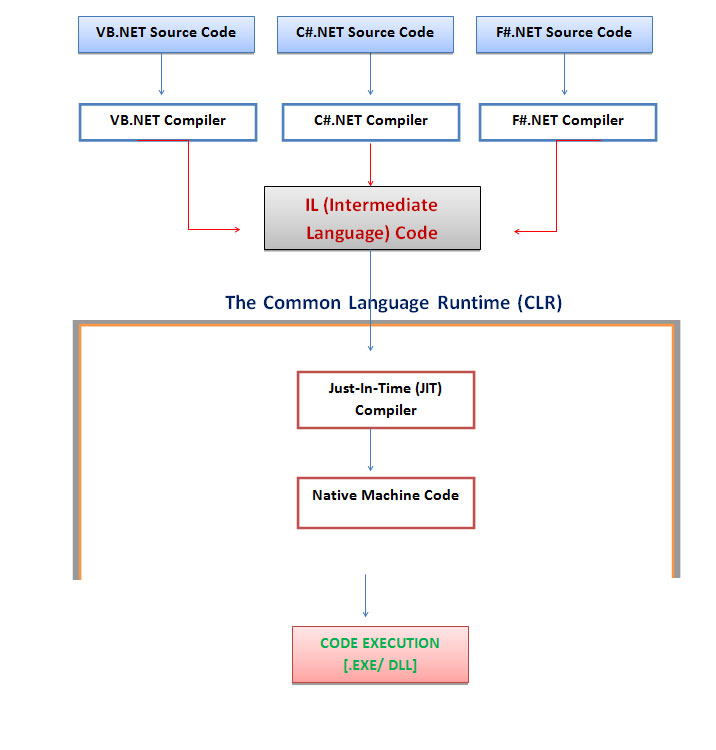 VB.NET Source Code
C#.NET Source Code
F#.NET Source Code
VB.NET Compiler
C#.NET Compiler
F#.NET Compiler
IL (Intermediate
Language) Code
The Common Language Runtime (CLR)
Just-In-Time (JIT)
Compiler
Native Machine Code
CODE EXECUTION
[.EXE/ DLL]